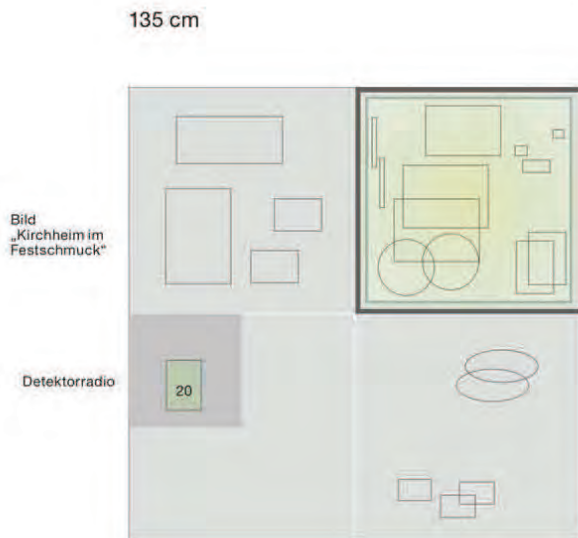 135 cm
Bild
„Kirchheim im
Festschmuck“
Detektorradio
20